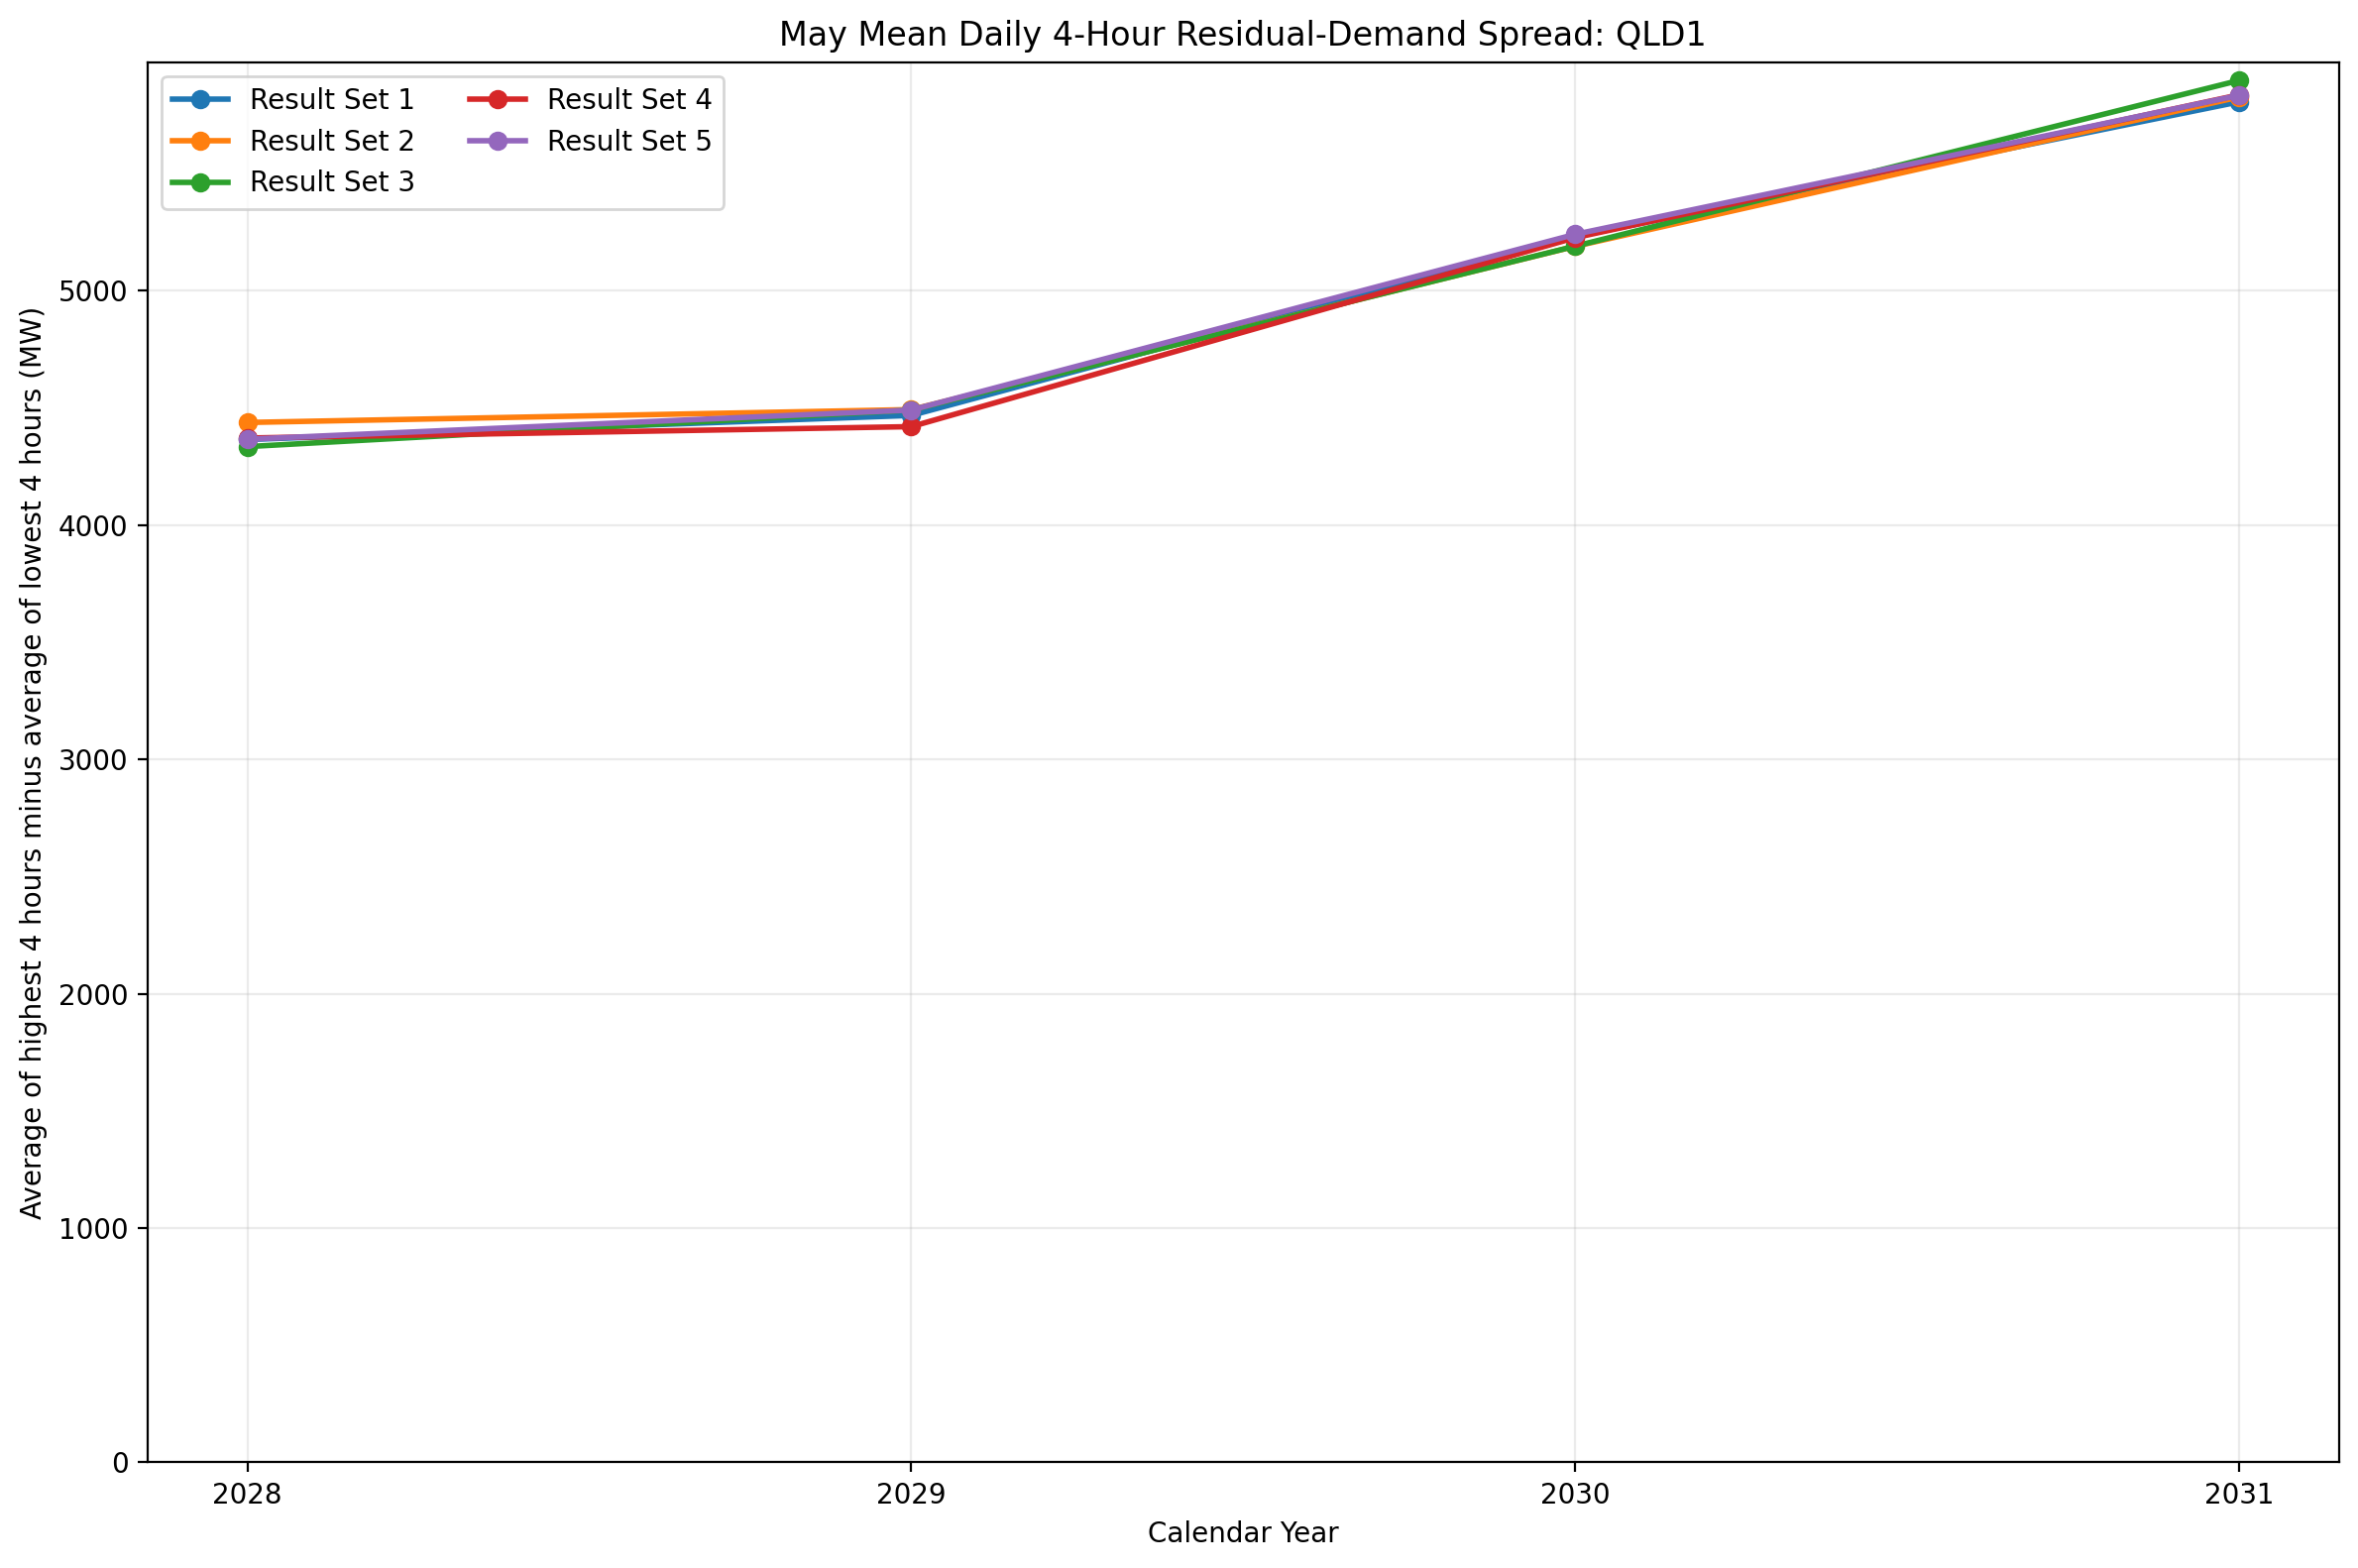 May Mean Daily 4-Hour Residual-Demand Spread: QLD1
Result Set 1
Result Set 2
Result Set 3
Result Set 4
Result Set 5
Average of highest 4 hours minus average of lowest 4 hours (MW)
5000
4000
3000
2000
1000
0
2028 2029 2030 2031
Calendar Year